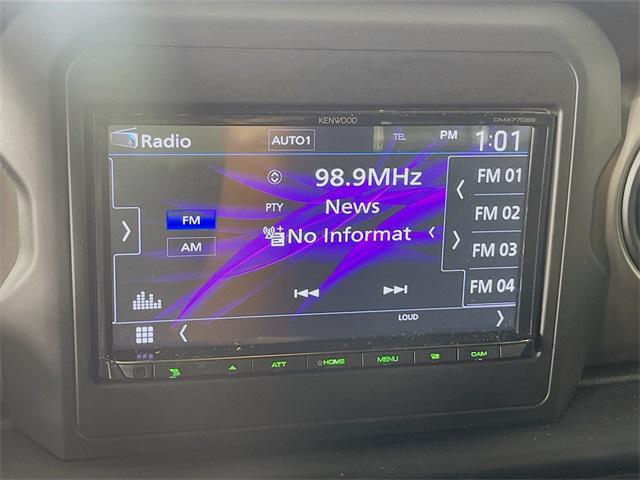 KENWOOD DMX7706S
Radio AUTO1 TEL PM 1:01
98.9MHz
FM 01
PTY News
FM 02
FM
No Informat
AM
FM 03
FM 04
LOUD
ATT HOME MENU CAM